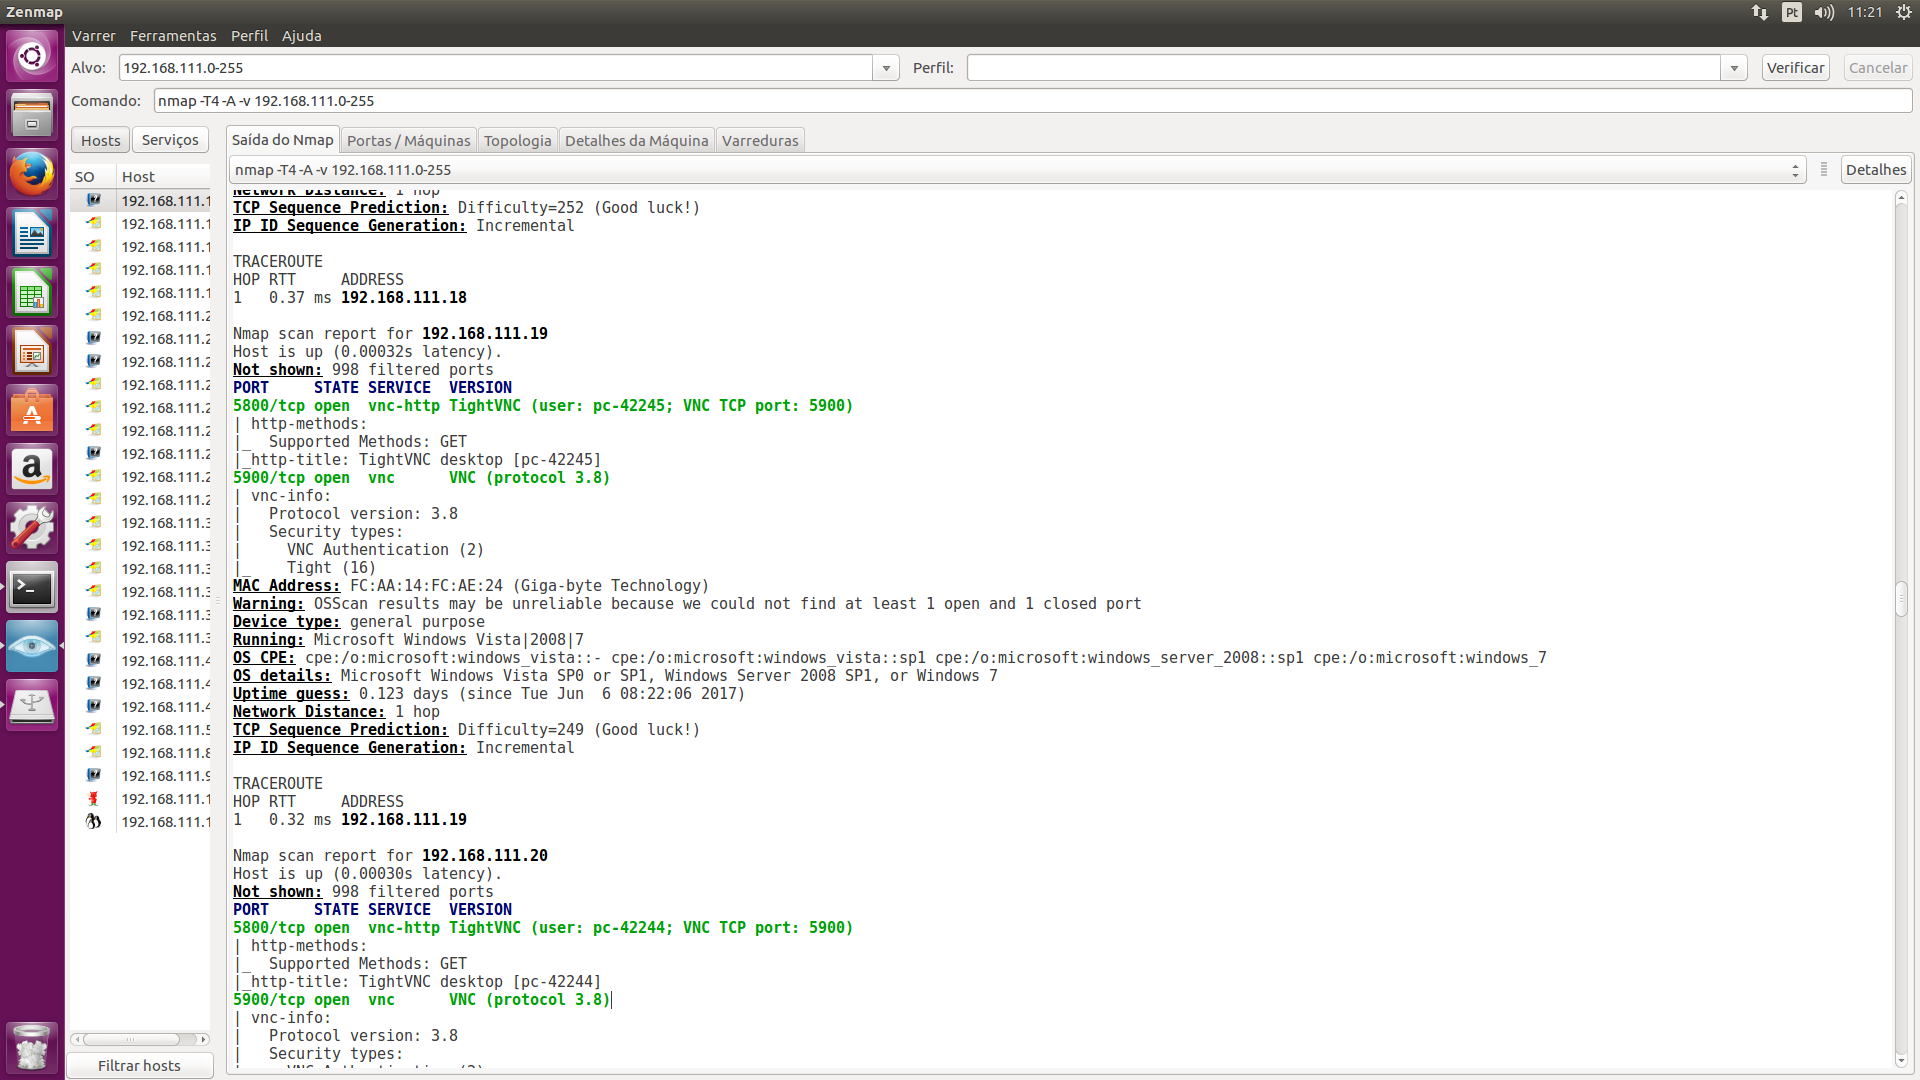 Zenmap
Pt
11:21
Varrer Ferramentas Perfil Ajuda
Alvo: 192.168.111.0-255 Perfil: Verificar Cancelar
Comando: nmap -T4 -A -v 192.168.111.0-255
Hosts Serviços
Saída do Nmap Portas / Máquinas Topologia Detalhes da Máquina Varreduras
nmap -T4 -A -v 192.168.111.0-255 Detalhes
SO Host
192.168.111.1
192.168.111.1
192.168.111.1
192.168.111.1
192.168.111.1
192.168.111.2
192.168.111.2
192.168.111.2
192.168.111.2
192.168.111.2
192.168.111.2
192.168.111.2
192.168.111.2
192.168.111.2
192.168.111.3
192.168.111.3
192.168.111.3
192.168.111.3
192.168.111.3
192.168.111.3
192.168.111.4
192.168.111.4
192.168.111.4
192.168.111.5
192.168.111.8
192.168.111.9
192.168.111.1
192.168.111.1
Filtrar hosts
Network Distance: 1 hop
TCP Sequence Prediction: Difficulty=252 (Good luck!)
IP ID Sequence Generation: Incremental
TRACEROUTE
HOP RTT ADDRESS
1 0.37 ms 192.168.111.18
Nmap scan report for 192.168.111.19
Host is up (0.00032s latency).
Not shown: 998 filtered ports
PORT STATE SERVICE VERSION
5800/tcp open vnc-http TightVNC (user: pc-42245; VNC TCP port: 5900)
| http-methods:
|_ Supported Methods: GET
|_http-title: TightVNC desktop [pc-42245]
5900/tcp open vnc VNC (protocol 3.8)
| vnc-info:
| Protocol version: 3.8
| Security types:
| VNC Authentication (2)
|_ Tight (16)
MAC Address: FC:AA:14:FC:AE:24 (Giga-byte Technology)
Warning: OSScan results may be unreliable because we could not find at least 1 open and 1 closed port
Device type: general purpose
Running: Microsoft Windows Vista|2008|7
OS CPE: cpe:/o:microsoft:windows_vista::- cpe:/o:microsoft:windows_vista::sp1 cpe:/o:microsoft:windows_server_2008::sp1 cpe:/o:microsoft:windows_7
OS details: Microsoft Windows Vista SP0 or SP1, Windows Server 2008 SP1, or Windows 7
Uptime guess: 0.123 days (since Tue Jun  6 08:22:06 2017)
Network Distance: 1 hop
TCP Sequence Prediction: Difficulty=249 (Good luck!)
IP ID Sequence Generation: Incremental
TRACEROUTE
HOP RTT ADDRESS
1 0.32 ms 192.168.111.19
Nmap scan report for 192.168.111.20
Host is up (0.00030s latency).
Not shown: 998 filtered ports
PORT STATE SERVICE VERSION
5800/tcp open vnc-http TightVNC (user: pc-42244; VNC TCP port: 5900)
| http-methods:
|_ Supported Methods: GET
|_http-title: TightVNC desktop [pc-42244]
5900/tcp open vnc VNC (protocol 3.8)
| vnc-info:
| Protocol version: 3.8
| Security types:
| VNC Authentication (2)